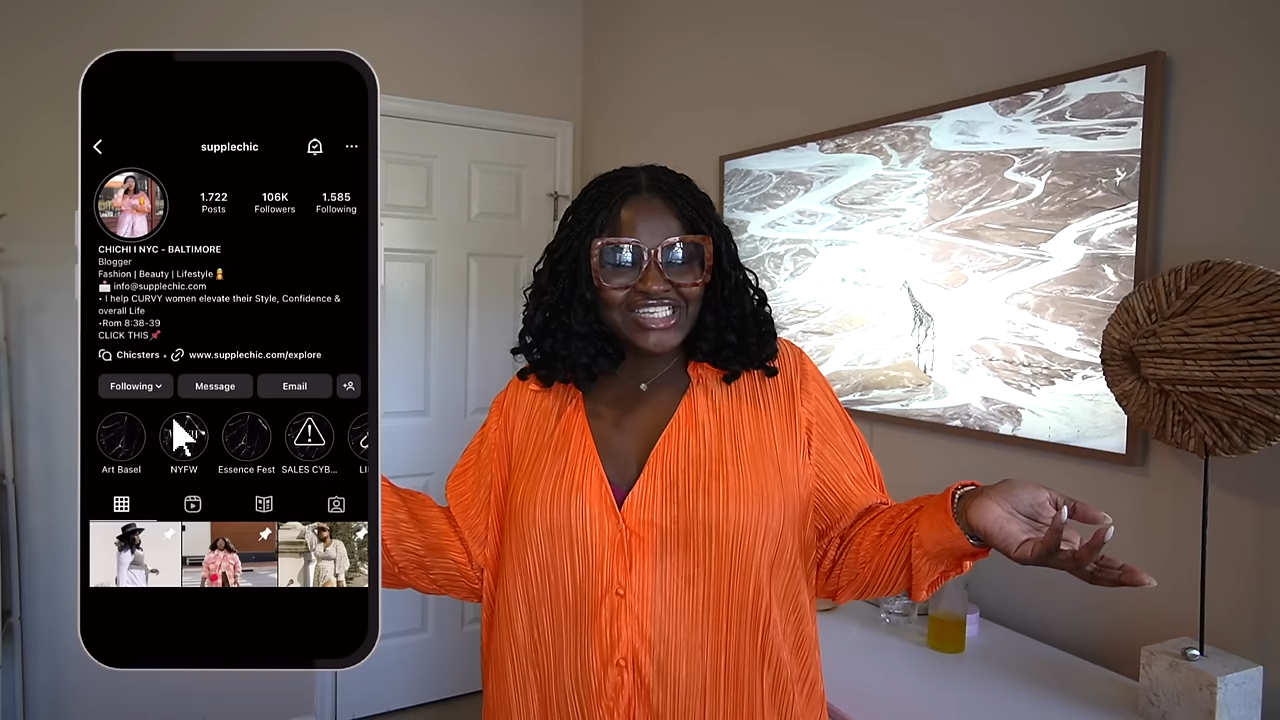 supplechic
1.722 106K 1.585
Posts Followers Following
CHICHI I NYC - BALTIMORE
Blogger
Fashion | Beauty | Lifestyle
info@supplechic.com
• I help CURVY women elevate their Style, Confidence &
overall Life
•Rom 8:38-39
CLICK THIS
Chicsters • www.supplechic.com/explore
Following Message Email
Art Basel NYFW Essence Fest SALES CYB... LI